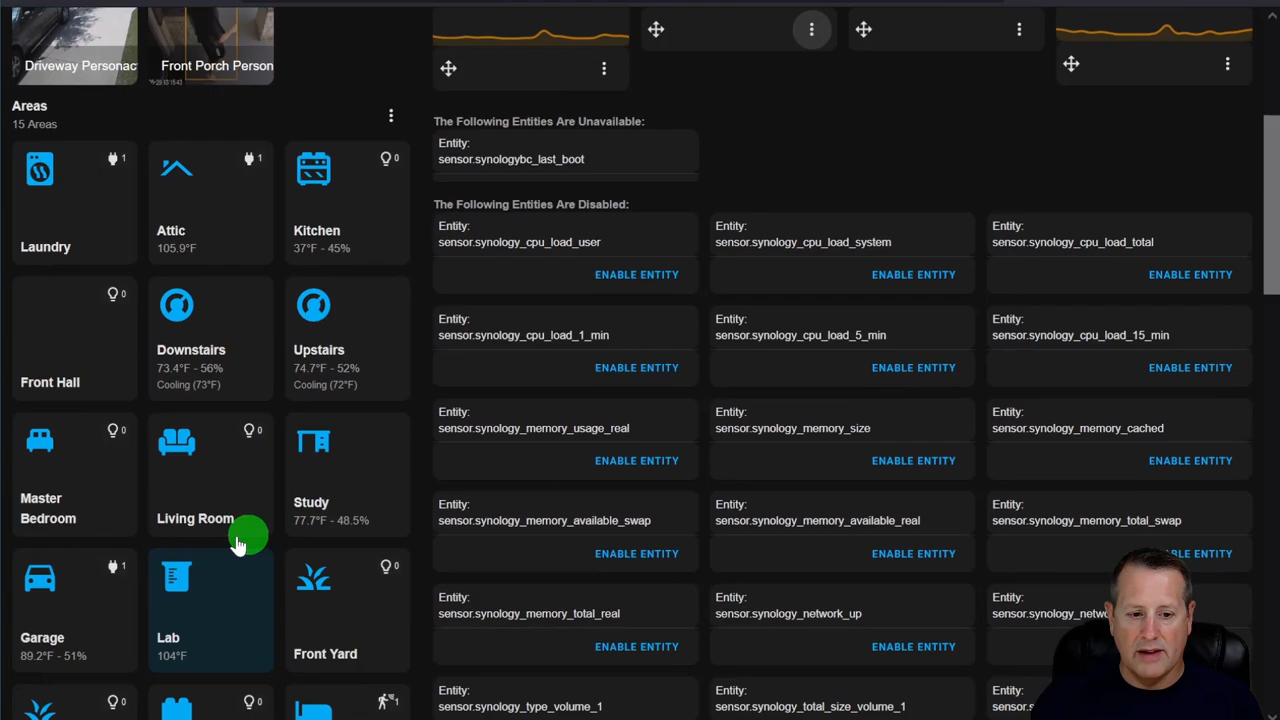 Driveway Personac
Front Porch Person
Areas
15 Areas
1
1
0
Laundry
Attic
105.9°F
Kitchen
37°F - 45%
0
Front Hall
Downstairs
73.4°F - 56%
Cooling (73°F)
Upstairs
74.7°F - 52%
Cooling (72°F)
0
0
Master
Bedroom
Living Room
Study
77.7°F - 48.5%
1
0
Garage
89.2°F - 51%
Lab
104°F
Front Yard
0
0
1
The Following Entities Are Unavailable:
Entity:
sensor.synologybc_last_boot
The Following Entities Are Disabled:
Entity:
sensor.synology_cpu_load_user
ENABLE ENTITY
Entity:
sensor.synology_cpu_load_system
ENABLE ENTITY
Entity:
sensor.synology_cpu_load_total
ENABLE ENTITY
Entity:
sensor.synology_cpu_load_1_min
ENABLE ENTITY
Entity:
sensor.synology_cpu_load_5_min
ENABLE ENTITY
Entity:
sensor.synology_cpu_load_15_min
ENABLE ENTITY
Entity:
sensor.synology_memory_usage_real
ENABLE ENTITY
Entity:
sensor.synology_memory_size
ENABLE ENTITY
Entity:
sensor.synology_memory_cached
ENABLE ENTITY
Entity:
sensor.synology_memory_available_swap
ENABLE ENTITY
Entity:
sensor.synology_memory_available_real
ENABLE ENTITY
Entity:
sensor.synology_memory_total_swap
ENTITY
Entity:
sensor.synology_memory_total_real
ENABLE ENTITY
Entity:
sensor.synology_network_up
ENABLE ENTITY
Entity:
sensor.synology_netw
Entity:
sensor.synology_type_volume_1
Entity:
sensor.synology_total_size_volume_1
Entity: